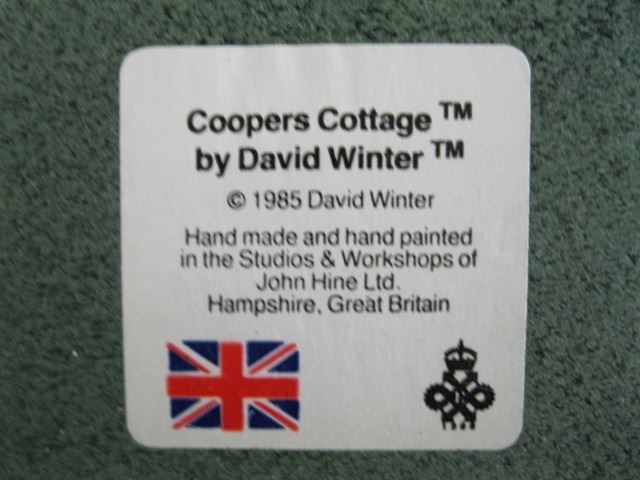 Coopers Cottage ™
by David Winter ™
© 1985 David Winter
Hand made and hand painted
in the Studios & Workshops of
John Hine Ltd.
Hampshire, Great Britain